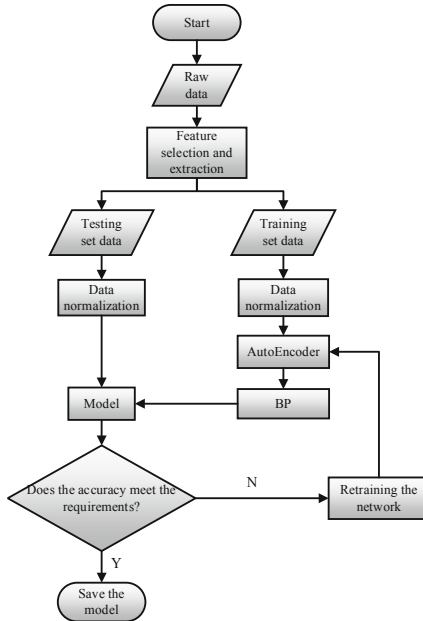 Start
Raw
data
Feature
selection and
extraction
Testing
set data
Training
set data
Data
normalization
Data
normalization
AutoEncoder
Model
BP
Does the accuracy meet the
requirements?
N
Retraining the
network
Y
Save the
model